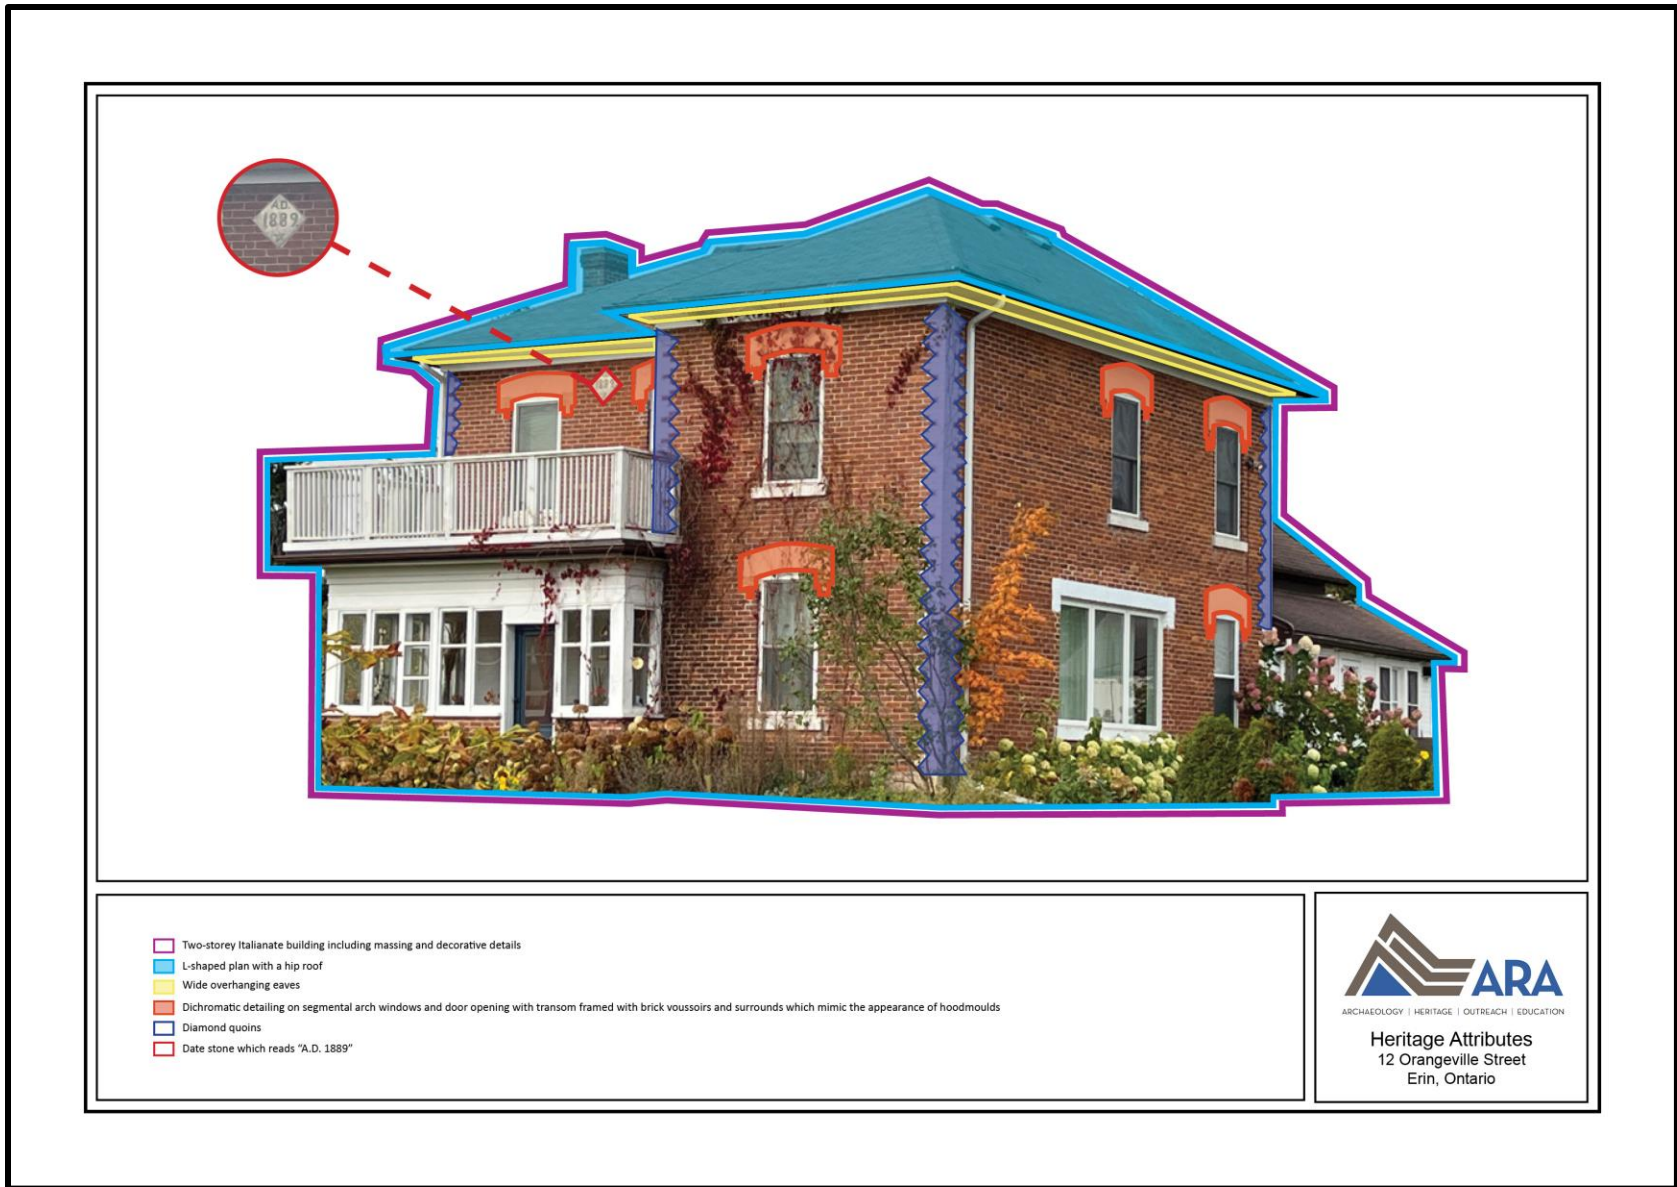 A.D.
1889
1889
Two-storey Italianate building including massing and decorative details
L-shaped plan with a hip roof
Wide overhanging eaves
Dichromatic detailing on segmental arch windows and door opening with transom framed with brick voussoirs and surrounds which mimic the appearance of hoodmoulds
Diamond quoins
Date stone which reads “A.D. 1889”
ARA
ARCHAEOLOGY | HERITAGE | OUTREACH | EDUCATION
Heritage Attributes
12 Orangeville Street
Erin, Ontario